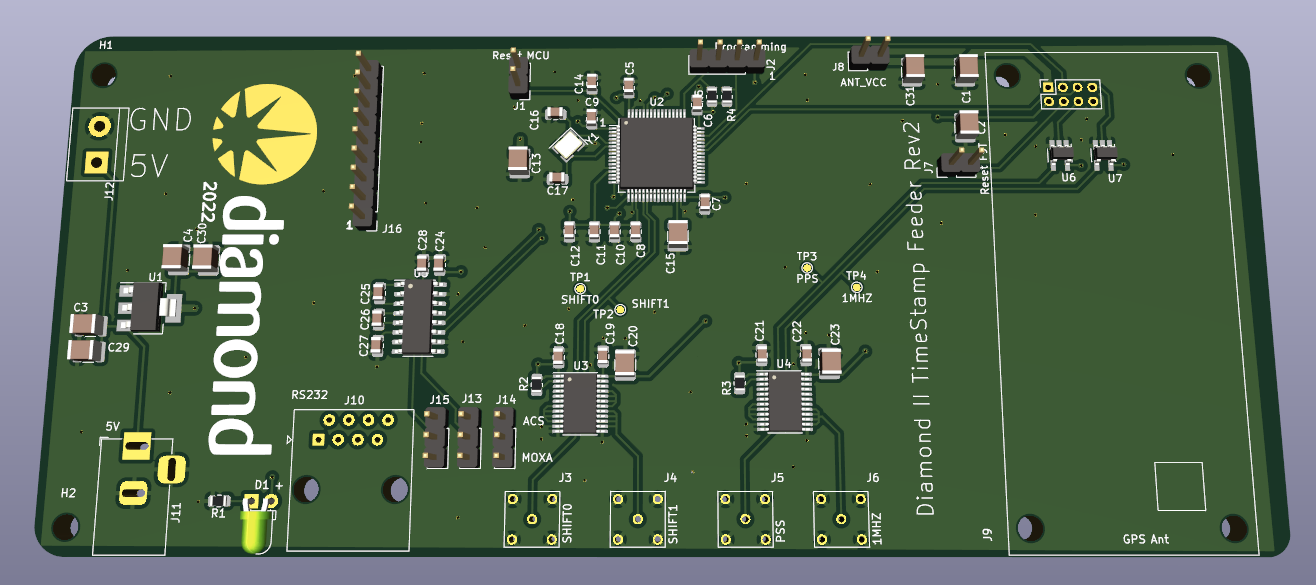 H1
GND
5V
J12
2022
diamond
C4
C30
U1
C3
C29
5V
H2
J11
R1
D1 +
1
J16
C28
C24
C25
C26
C27
RS232
J10
J15
J13
J14
ACS
MOXA
Reset MCU
J1
C14
C5
C9
C16
1
Y1
C13
C17
U2
Programming
J2
1
C6
R4
C7
C12
C11
C10
C8
C15
TP1
SHIFT0
TP2
SHIFT1
C18
C19
C20
R2
U3
J3
SHIFT0
J4
SHIFT1
TP3
PPS
TP4
1MHZ
C21
C22
C23
R3
U4
J5
PSS
J6
1MHZ
J8
ANT_VCC
C31
C1
C2
J7
U6
U7
Diamond II TimeStamp Feeder Rev2
J9
GPS Ant